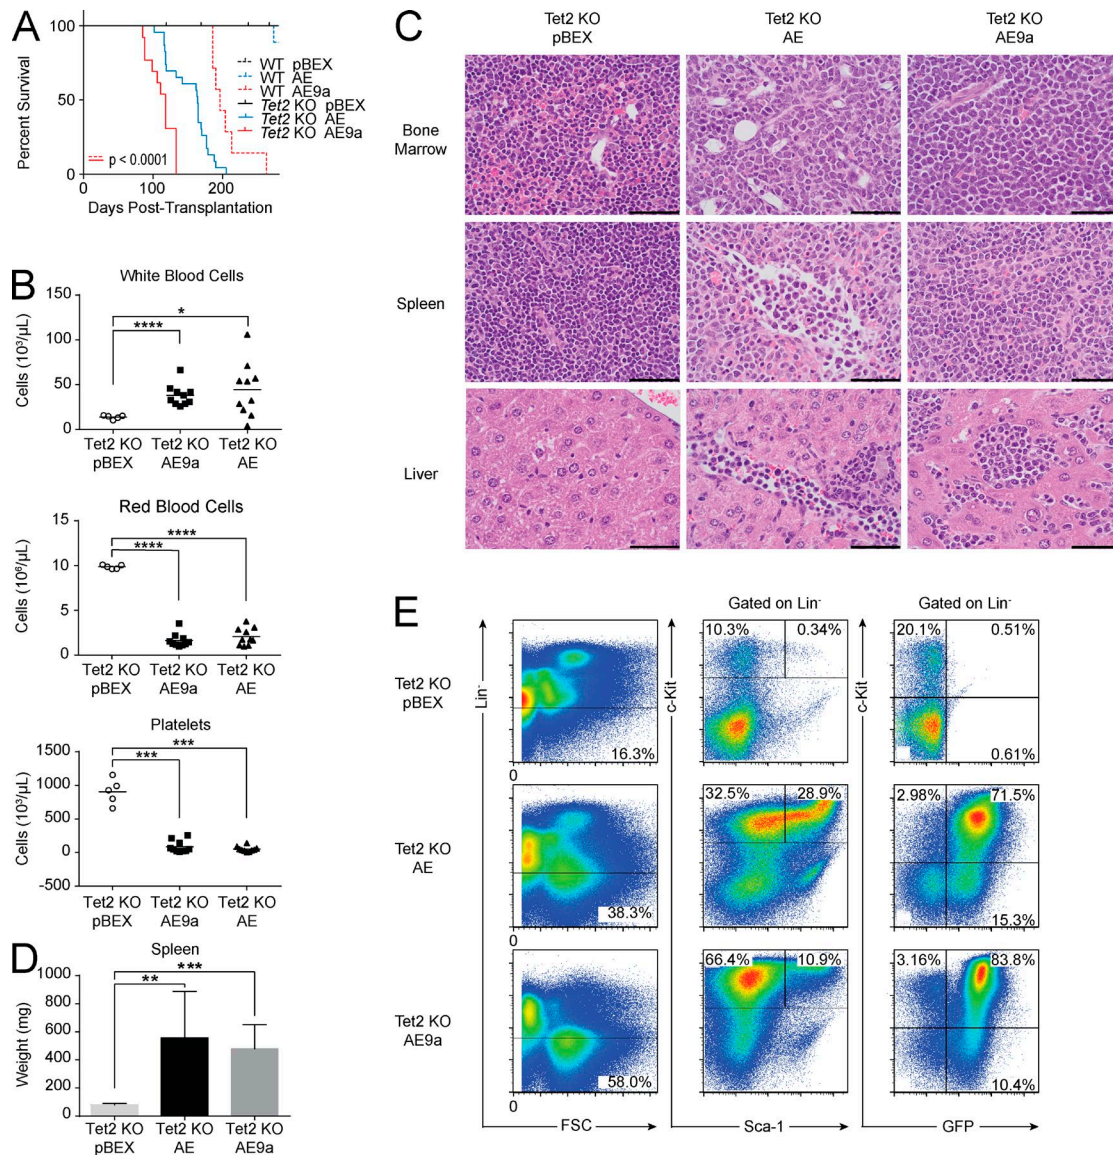 A
Percent Survival
100
50
0
0
100
200
Days Post-Transplantation
WT pBEX
WT AE
WT AE9a
Tet2 KO pBEX
Tet2 KO AE
Tet2 KO AE9a
p < 0.0001
B
White Blood Cells
Cells (10³/µL)
150
100
50
0
*
****
Tet2 KO Tet2 KO Tet2 KO
pBEX AE9a AE
Red Blood Cells
Cells (10⁶/µL)
15
10
5
0
****
****
Tet2 KO Tet2 KO Tet2 KO
pBEX AE9a AE
Platelets
Cells (10³/µL)
1500
1000
500
0
-500
***
***
Tet2 KO Tet2 KO Tet2 KO
pBEX AE9a AE
D
Spleen
Weight (mg)
1000
800
600
400
200
0
***
**
Tet2 KO Tet2 KO Tet2 KO
pBEX AE AE9a
C
Tet2 KO
pBEX
Tet2 KO
AE
Tet2 KO
AE9a
Bone
Marrow
Spleen
Liver
E
Gated on Lin⁻
Gated on Lin⁻
Tet2 KO
pBEX
Lin⁻
16.3%
0
c-Kit
10.3% 0.34%
c-Kit
20.1% 0.51%
0.61%
Tet2 KO
AE
38.3%
0
32.5% 28.9%
2.98% 71.5%
15.3%
Tet2 KO
AE9a
58.0%
0
66.4% 10.9%
3.16% 83.8%
10.4%
FSC
Sca-1
GFP